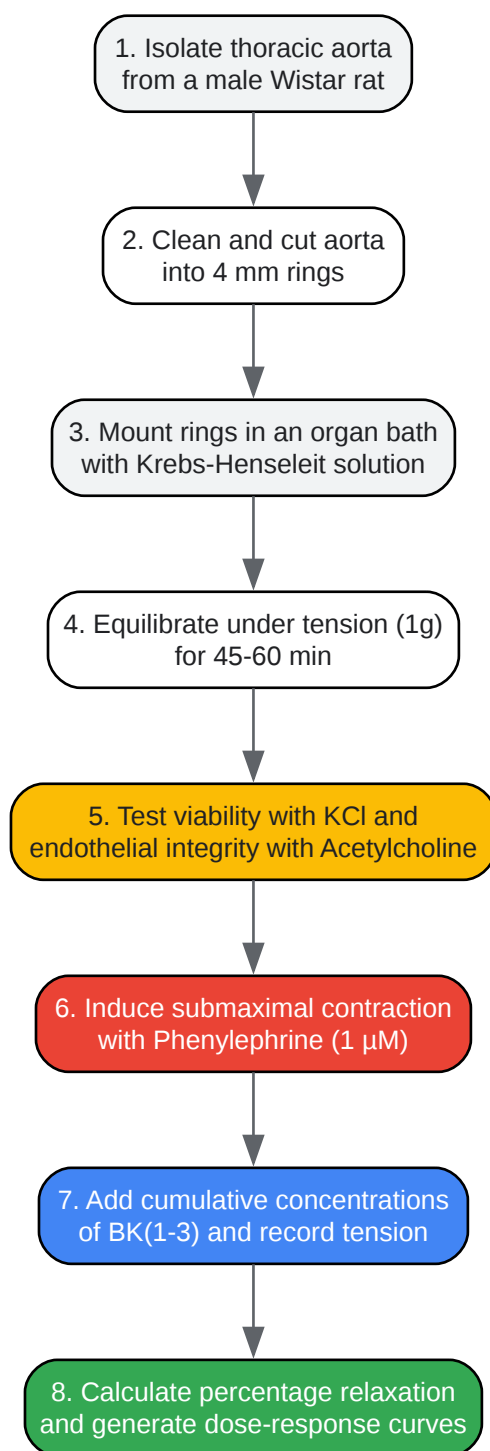 1. Isolate thoracic aorta
from a male Wistar rat
2. Clean and cut aorta
into 4 mm rings
3. Mount rings in an organ bath
with Krebs-Henseleit solution
4. Equilibrate under tension (1g)
for 45-60 min
5. Test viability with KCl and
endothelial integrity with Acetylcholine
6. Induce submaximal contraction
with Phenylephrine (1 µM)
7. Add cumulative concentrations
of BK(1-3) and record tension
8. Calculate percentage relaxation
and generate dose-response curves